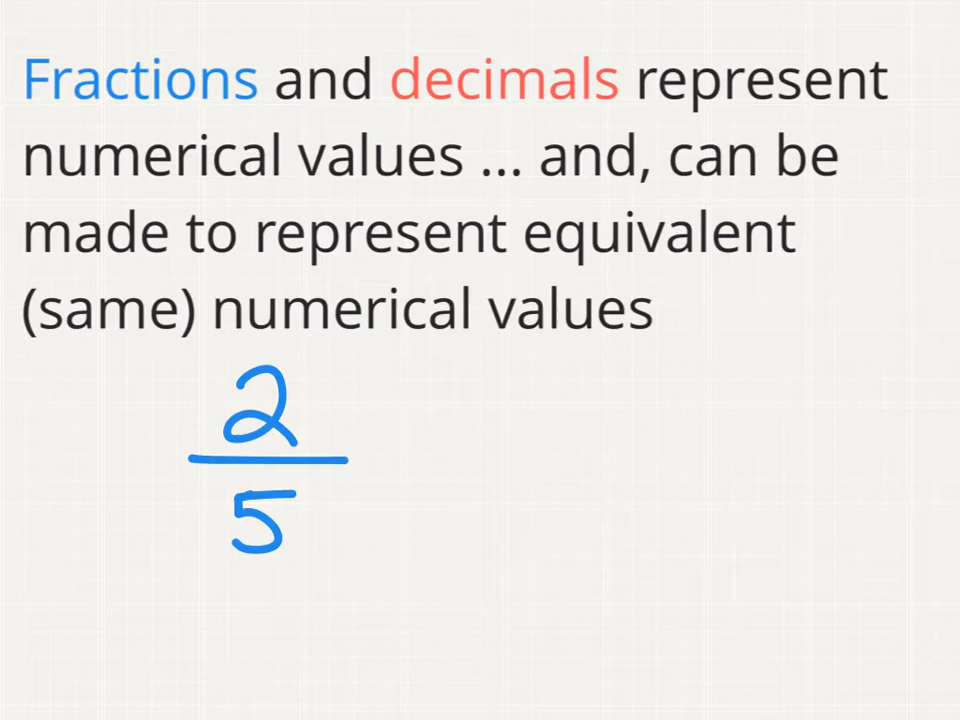 Fractions and decimals represent
numerical values ... and, can be
made to represent equivalent
(same) numerical values
2
5